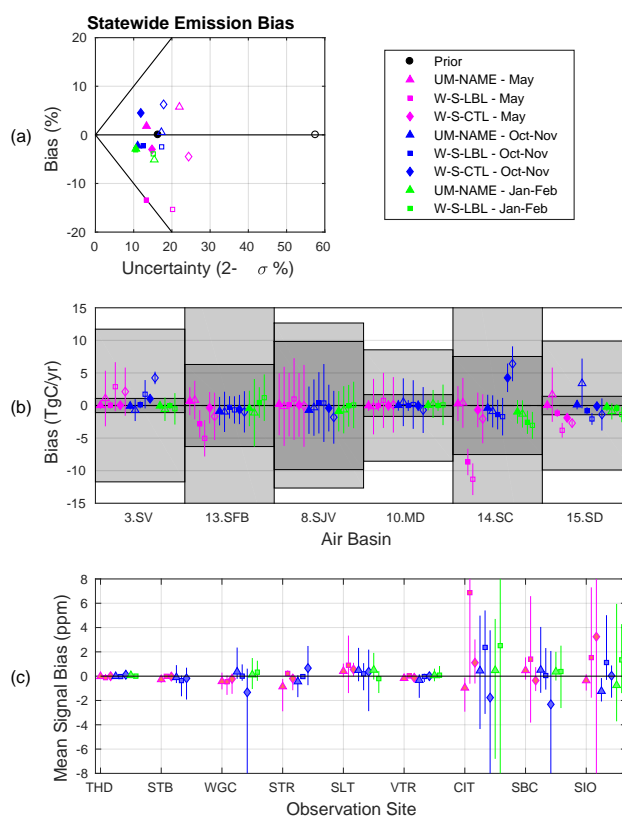 Statewide Emission Bias
(a)
Bias (%)
20
10
0
-10
-20
0 10 20 30 40 50 60
Uncertainty (2- σ %)
Prior
UM-NAME - May
W-S-LBL - May
W-S-CTL - May
UM-NAME - Oct-Nov
W-S-LBL - Oct-Nov
W-S-CTL - Oct-Nov
UM-NAME - Jan-Feb
W-S-LBL - Jan-Feb
(b)
Bias (TgC/yr)
15
10
5
0
-5
-10
-15
3.SV 13.SFB 8.SJV 10.MD 14.SC 15.SD
Air Basin
(c)
Mean Signal Bias (ppm)
8
6
4
2
0
-2
-4
-6
-8
THD STB WGC STR SLT VTR CIT SBC SIO
Observation Site